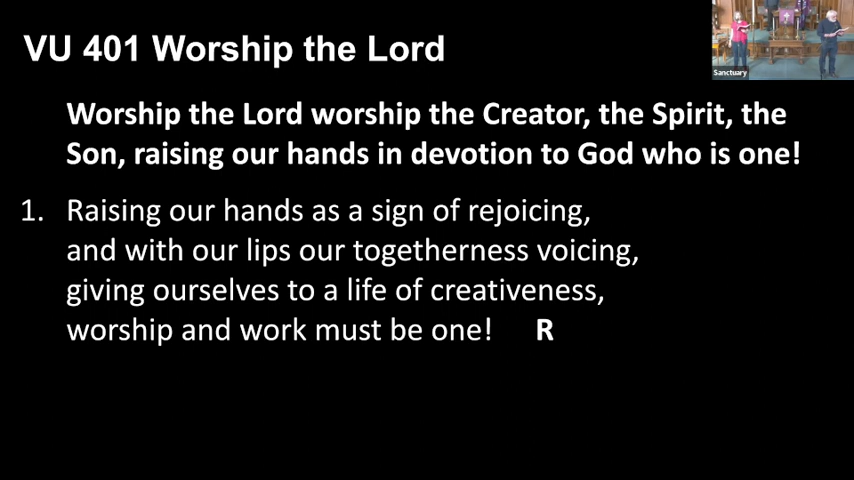 VU 401 Worship the Lord
Sanctuary
Worship the Lord worship the Creator, the Spirit, the
Son, raising our hands in devotion to God who is one!
1. Raising our hands as a sign of rejoicing,
and with our lips our togetherness voicing,
giving ourselves to a life of creativeness,
worship and work must be one! R